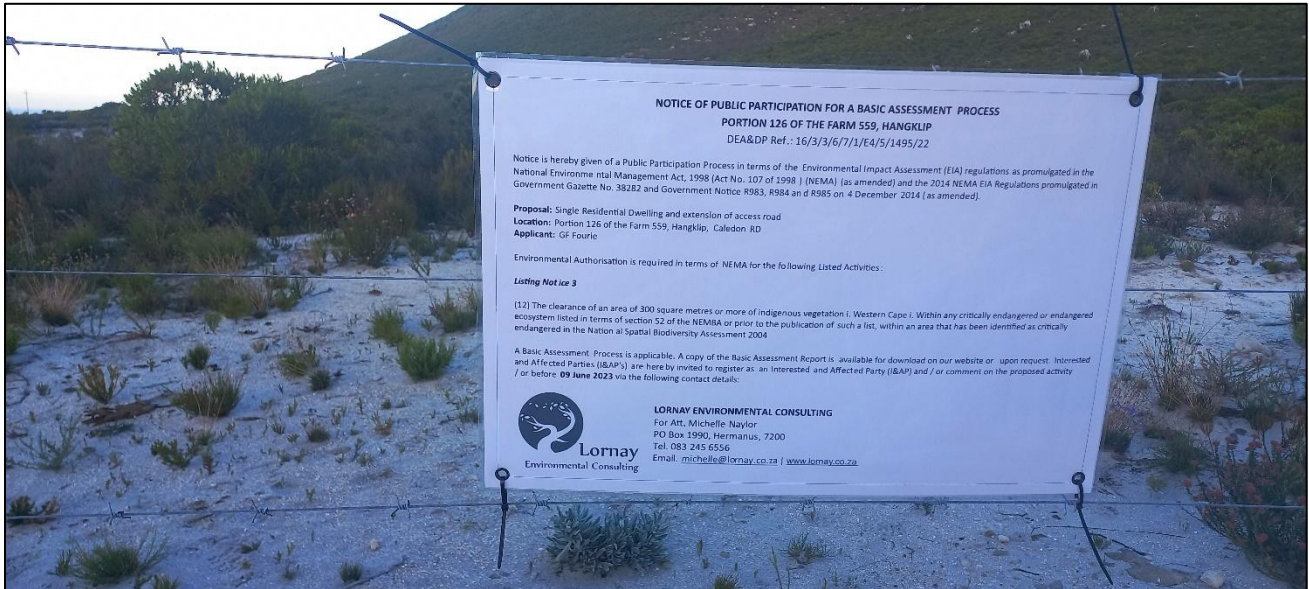 NOTICE OF PUBLIC PARTICIPATION FOR A BASIC ASSESSMENT PROCESS
PORTION 126 OF THE FARM 559, HANGKLIP
DEA&DP Ref.: 16/3/3/6/7/1/E4/5/1495/22
Notice is hereby given of a Public Participation Process in terms of the Environmental Impact Assessment (EIA) regulations as promulgated in the
National Environme ntal Management Act, 1998 (Act No. 107 of 1998 ) (NEMA) (as amended) and the 2014 NEMA EIA Regulations promulgated in
Government Gazette No. 38282 and Government Notice R983, R984 an d R985 on 4 December 2014 (as amended).
Proposal: Single Residential Dwelling and extension of access road
Location: Portion 126 of the Farm 559, Hangklip, Caledon RD
Applicant: GF Fourie
Environmental Authorisation is required in terms of NEMA for the following Listed Activities:
Listing Notice 3
(12) The clearance of an area of 300 square metres or more of indigenous vegetation i. Western Cape i. Within any critically endangered or endangered
ecosystem listed in terms of section 52 of the NEMBA or prior to the publication of such a list, within an area that has been identified as critically
endangered in the Nation al Spatial Biodiversity Assessment 2004
A Basic Assessment Process is applicable. A copy of the Basic Assessment Report is available for download on our website or upon request. Interested
and Affected Parties (I&AP's) are here by invited to register as an Interested and Affected Party (I&AP) and / or comment on the proposed activity
/ or before 09 June 2023 via the following contact details:
LORNAY ENVIRONMENTAL CONSULTING
For Att. Michelle Naylor
PO Box 1990, Hermanus, 7200
Tel. 083 245 6556
Email. michelle@lornay.co.za | www.lornay.co.za
Lornay
Environmental Consulting